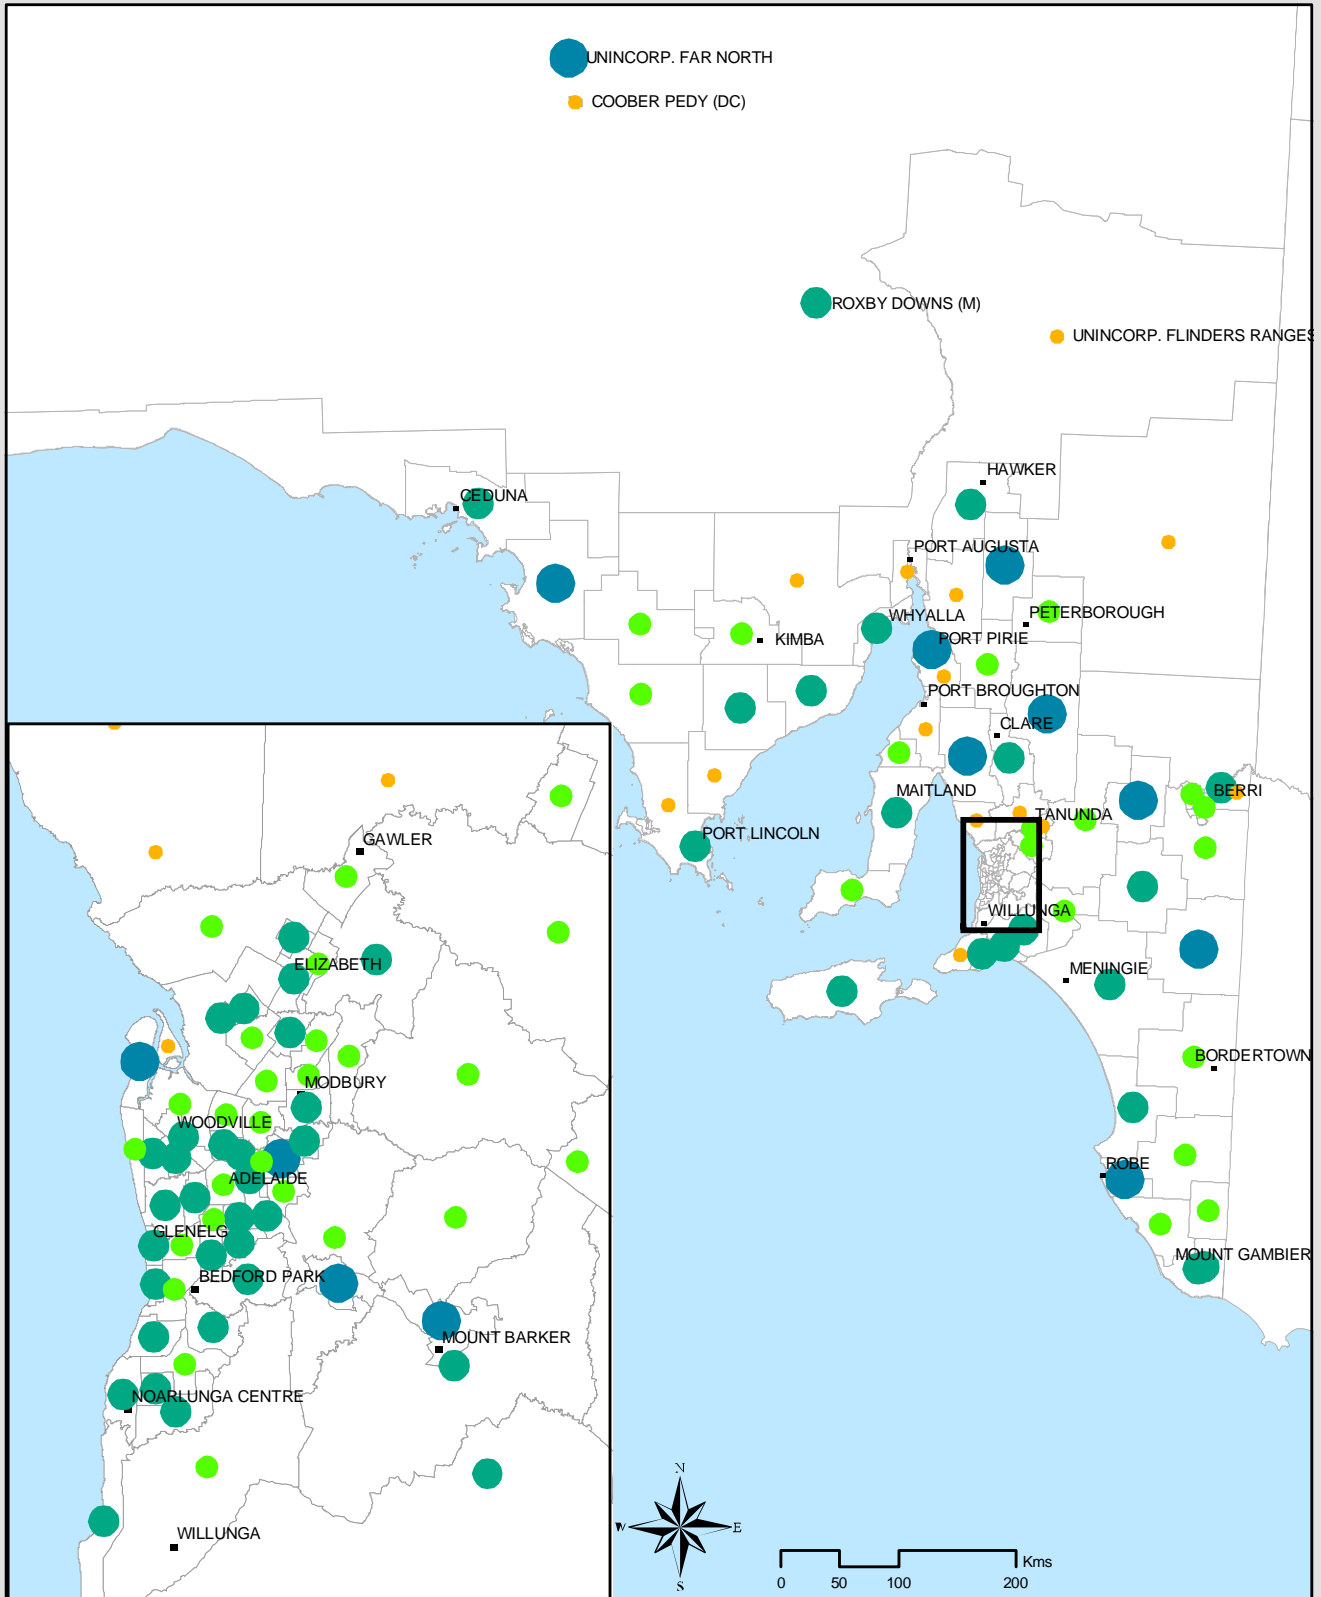 UNINCORP. FAR NORTH
COOBER PEDY (DC)
ROXBY DOWNS (M)
UNINCORP. FLINDERS RANGES
HAWKER
CEDUNA
PORT AUGUSTA
PETERBOROUGH
WHYALLA
KIMBA
PORT PIRIE
PORT BROUGHTON
CLARE
MAITLAND
BERRI
TANUNDA
PORT LINCOLN
GAWLER
WILLUNGA
ELIZABETH
MENINGIE
BORDERTOWN
MODBURY
WOODVILLE
ROBE
ADELAIDE
GLENELG
MOUNT GAMBIER
BEDFORD PARK
MOUNT BARKER
NOARLUNGA CENTRE
WILLUNGA
N
W
E
S
Kms
0 50 100 200